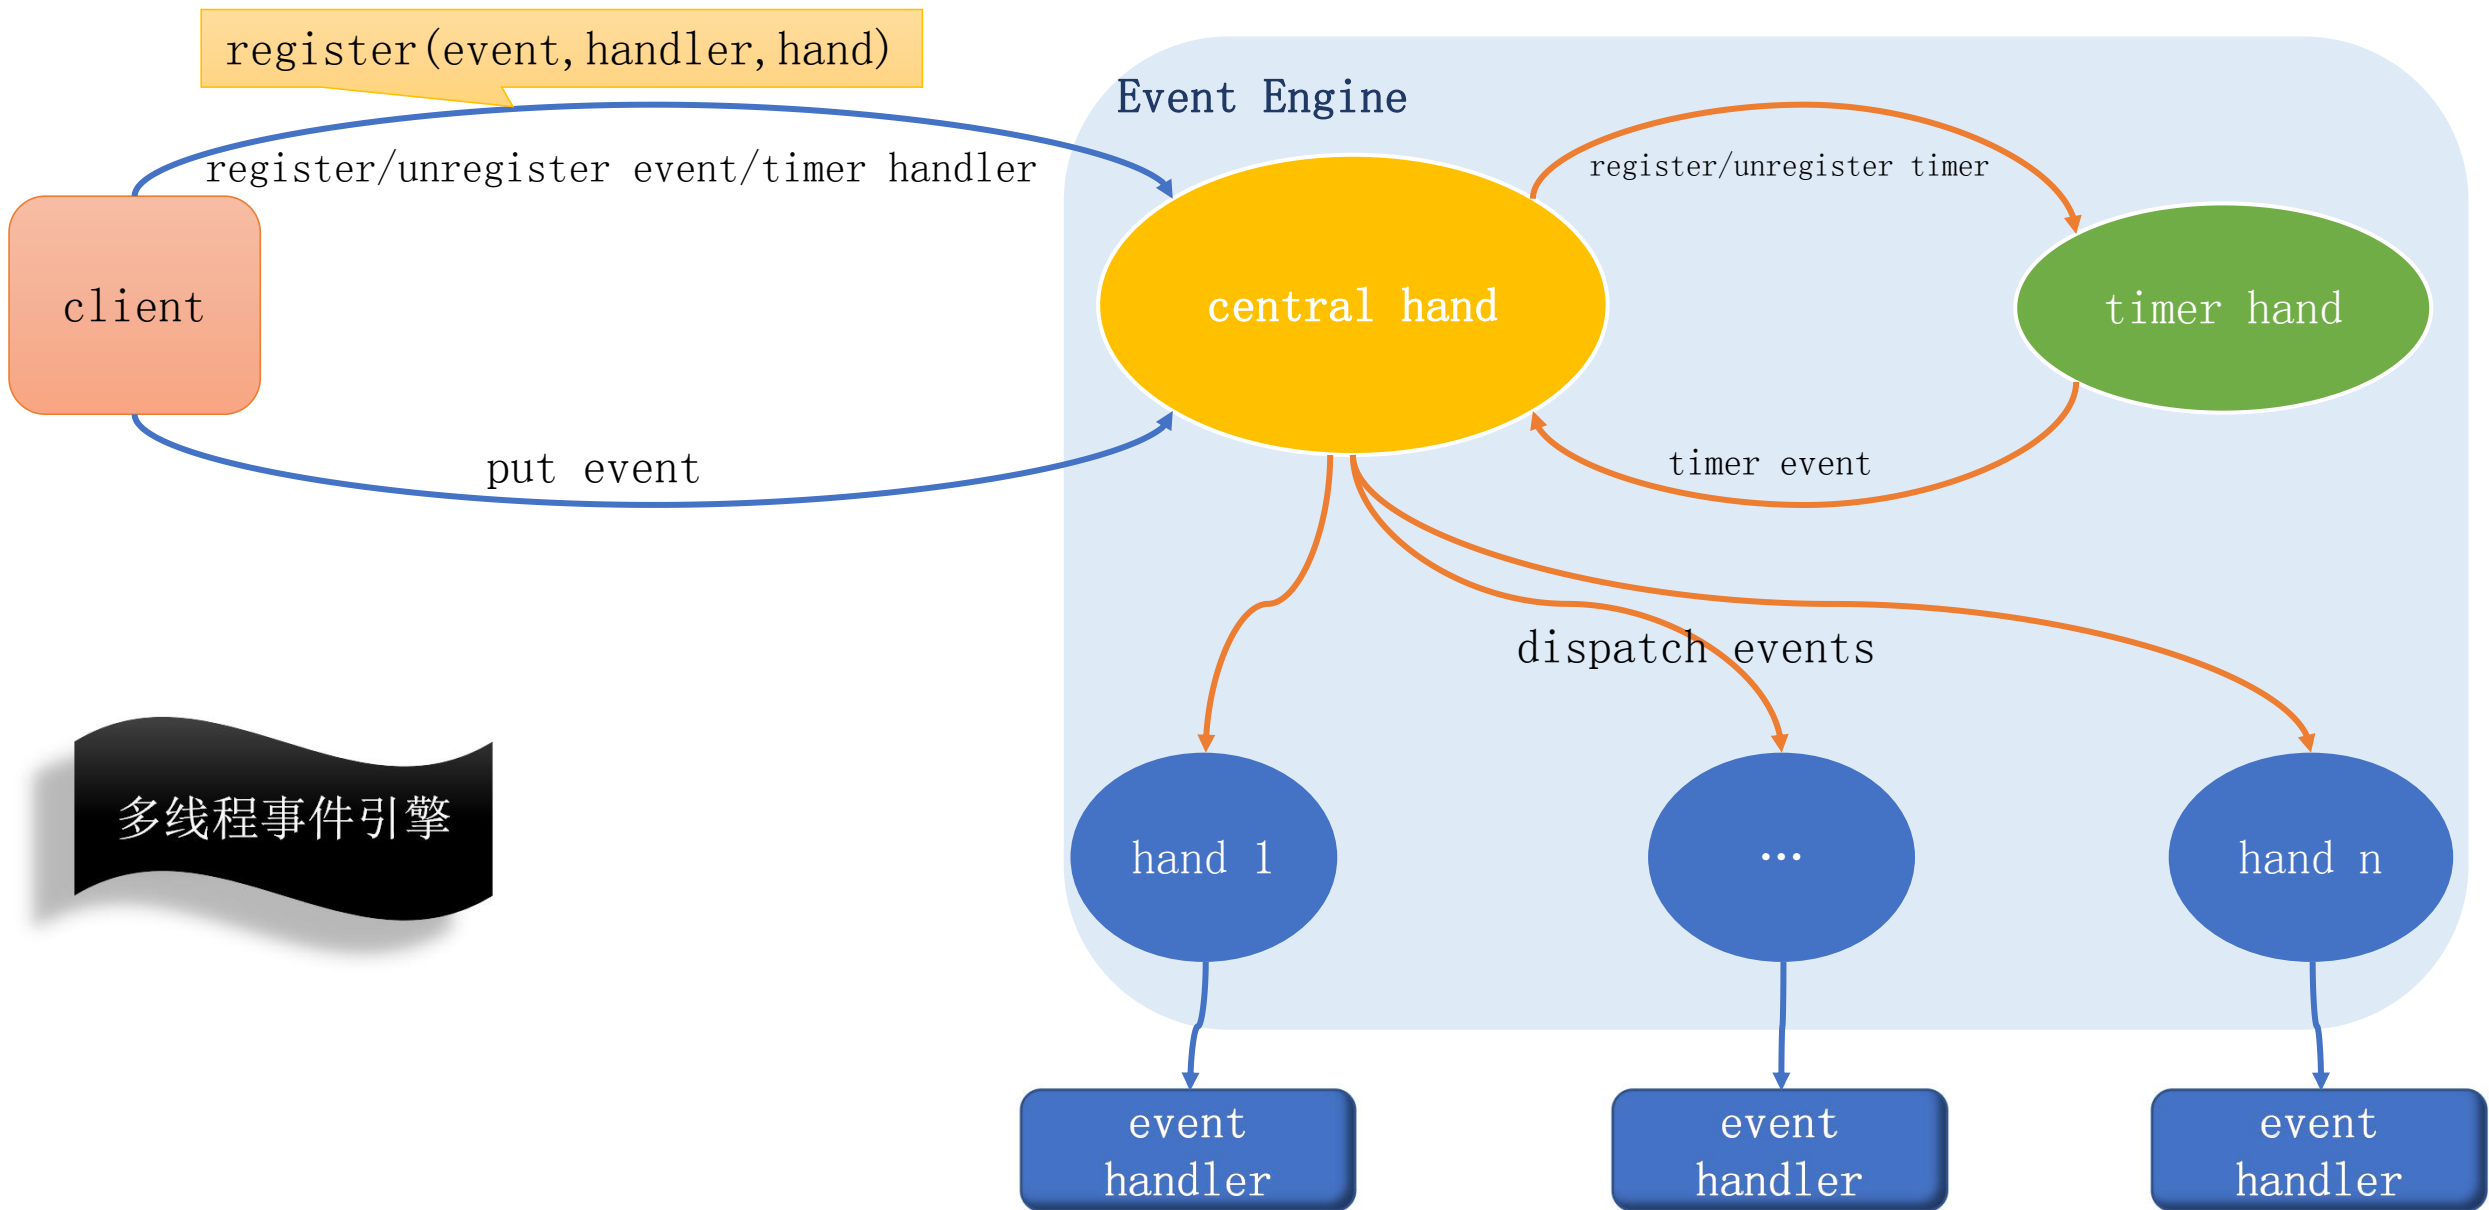 register(event,handler,hand)
Event Engine
register/unregister event/timer handler
register/unregister timer
client
central hand
timer hand
put event
timer event
dispatch events
多线程事件引擎
hand 1
…
hand n
event
handler
event
handler
event
handler